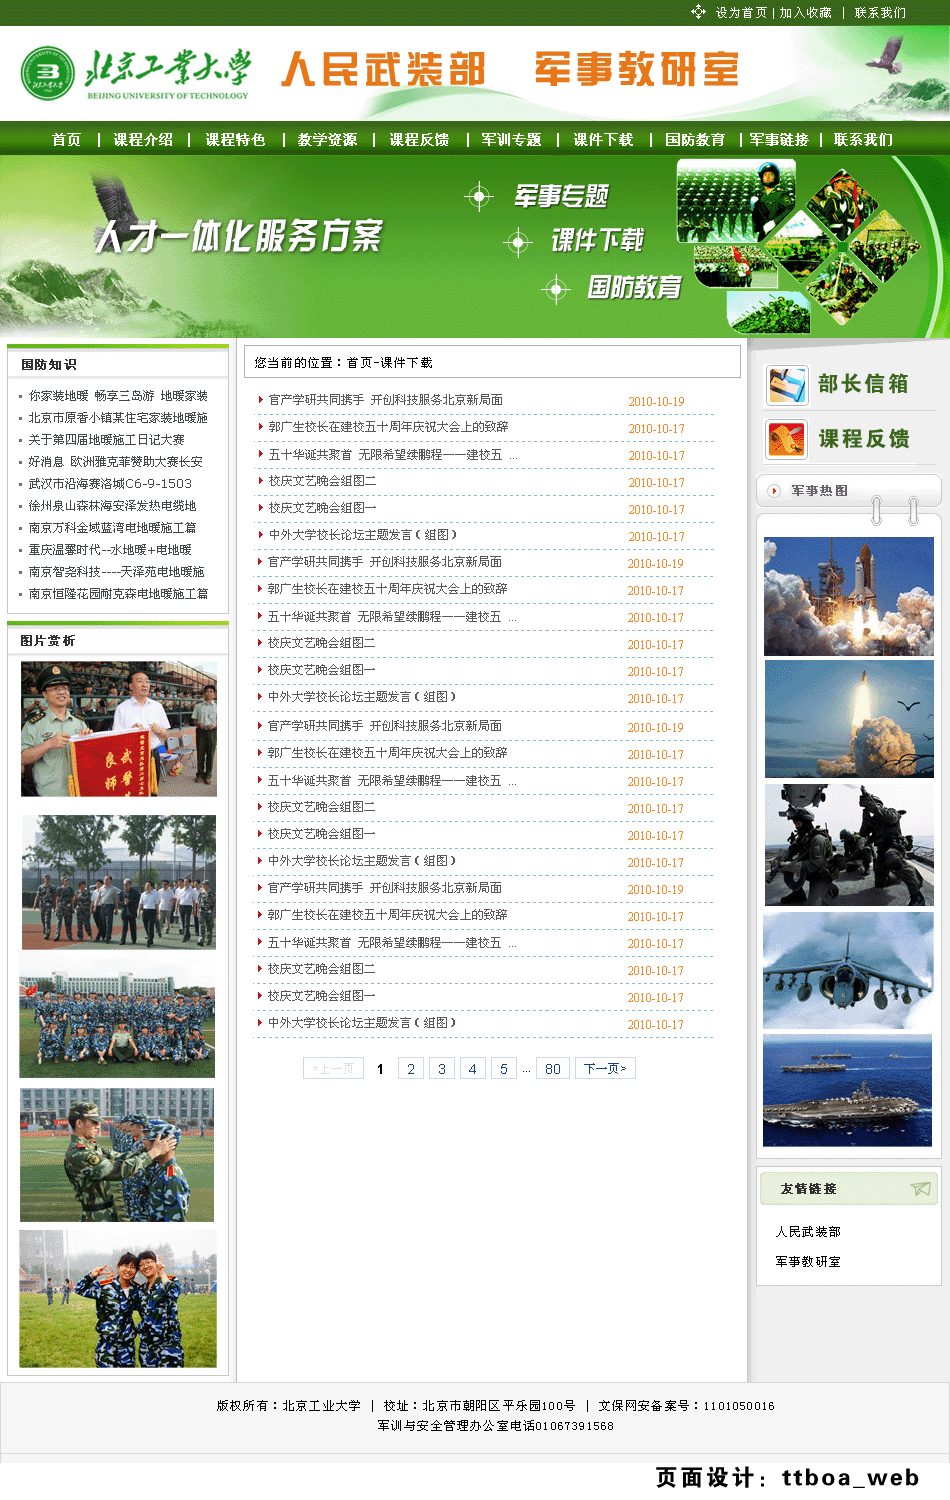 设为首页 | 加入收藏 | 联系我们
北京工业大学
BEIJING UNIVERSITY OF TECHNOLOGY
人民武装部 军事教研室
首页 | 课程介绍 | 课程特色 | 教学资源 | 课程反馈 | 军训专题 | 课件下载 | 国防教育 | 军事链接 | 联系我们
人才一体化服务方案
军事专题
课件下载
国防教育
国防知识
你家装地暖 畅享三岛游 地暖家装
北京市原香小镇某住宅家装地暖施
关于第四届地暖施工日记大赛
好消息 欧洲雅克菲赞助大赛长安
武汉市沿海赛洛城C6-9-1503
徐州泉山森林海安泽发热电缆地
南京万科金域蓝湾电地暖施工篇
重庆温馨时代--水地暖+电地暖
南京智尧科技----天泽苑电地暖施
南京恒隆花园耐克森电地暖施工篇
图片赏析
武警
良师
您当前的位置：首页-课件下载
官产学研共同携手 开创科技服务北京新局面 2010-10-19
郭广生校长在建校五十周年庆祝大会上的致辞 2010-10-17
五十华诞共聚首 无限希望续鹏程——建校五 ... 2010-10-17
校庆文艺晚会组图二 2010-10-17
校庆文艺晚会组图一 2010-10-17
中外大学校长论坛主题发言（组图） 2010-10-17
官产学研共同携手 开创科技服务北京新局面 2010-10-19
郭广生校长在建校五十周年庆祝大会上的致辞 2010-10-17
五十华诞共聚首 无限希望续鹏程——建校五 ... 2010-10-17
校庆文艺晚会组图二 2010-10-17
校庆文艺晚会组图一 2010-10-17
中外大学校长论坛主题发言（组图） 2010-10-17
官产学研共同携手 开创科技服务北京新局面 2010-10-19
郭广生校长在建校五十周年庆祝大会上的致辞 2010-10-17
五十华诞共聚首 无限希望续鹏程——建校五 ... 2010-10-17
校庆文艺晚会组图二 2010-10-17
校庆文艺晚会组图一 2010-10-17
中外大学校长论坛主题发言（组图） 2010-10-17
官产学研共同携手 开创科技服务北京新局面 2010-10-19
郭广生校长在建校五十周年庆祝大会上的致辞 2010-10-17
五十华诞共聚首 无限希望续鹏程——建校五 ... 2010-10-17
校庆文艺晚会组图二 2010-10-17
校庆文艺晚会组图一 2010-10-17
中外大学校长论坛主题发言（组图） 2010-10-17
<上一页 1 2 3 4 5 ... 80 下一页>
部长信箱
课程反馈
军事热图
友情链接
人民武装部
军事教研室
版权所有：北京工业大学 | 校址：北京市朝阳区平乐园100号 | 文保网安备案号：1101050016
军训与安全管理办公室电话01067391568
页面设计：ttboa_web